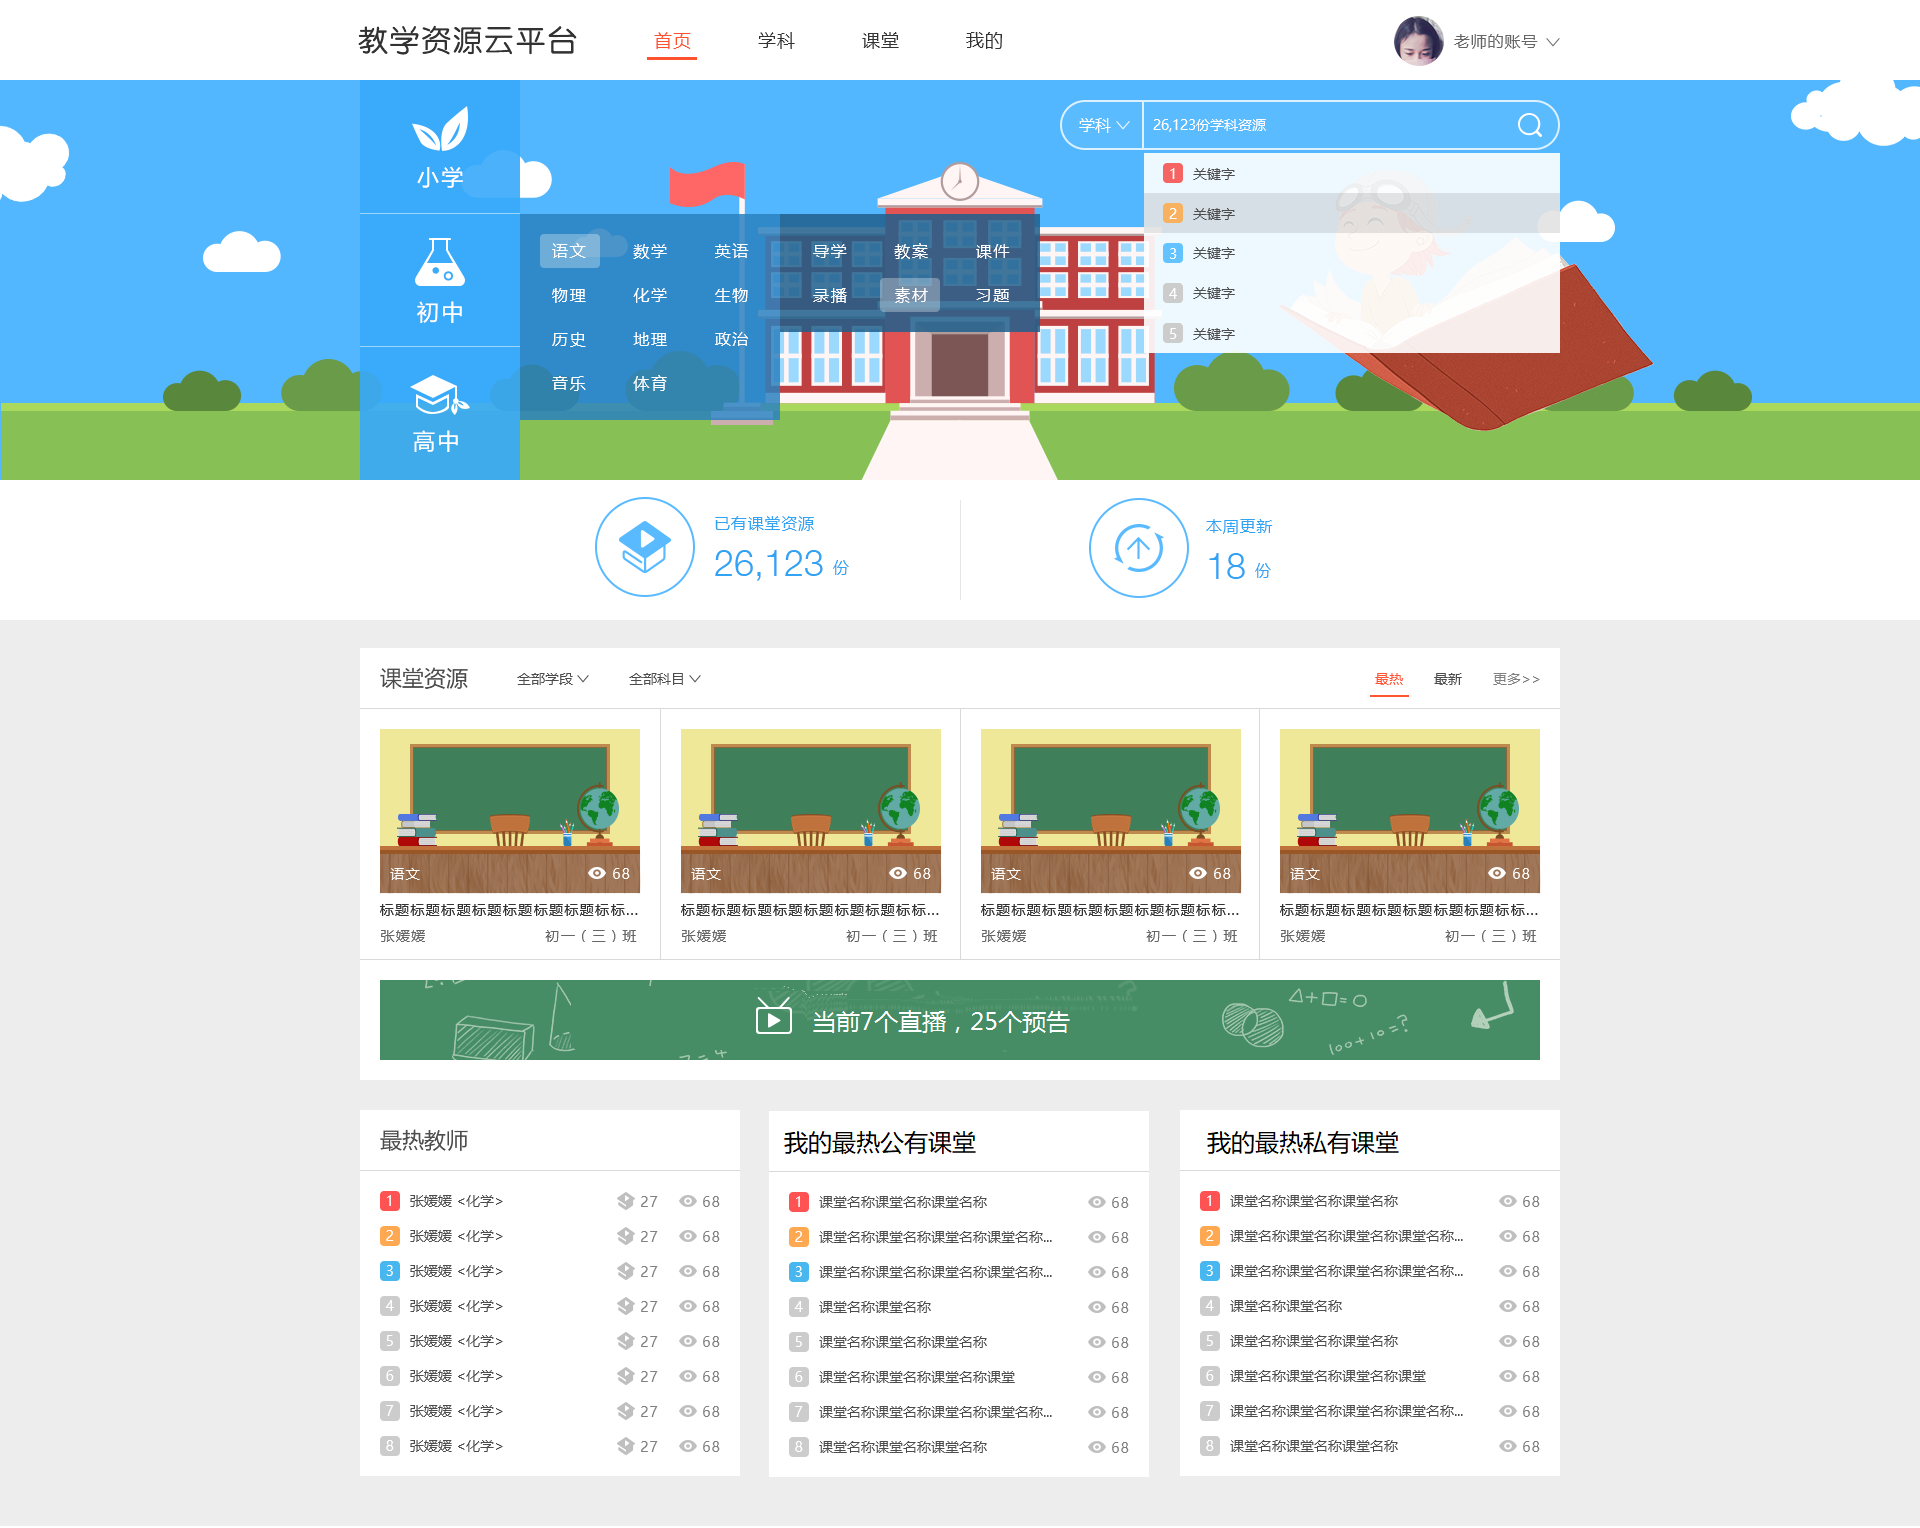 教学资源云平台 首页 学科 课堂 我的 老师的账号
学科 26,123份学科资源
1 关键字
2 关键字
3 关键字
4 关键字
5 关键字
小学
初中
高中
语文 数学 英语 导学 教案 课件
物理 化学 生物 录播 素材 习题
历史 地理 政治
音乐 体育
已有课堂资源
26,123 份
本周更新
18 份
课堂资源 全部学段 全部科目 最热 最新 更多>>
语文 68 语文 68 语文 68 语文 68
标题标题标题标题标题标题标题标标... 标题标题标题标题标题标题标题标标... 标题标题标题标题标题标题标题标标... 标题标题标题标题标题标题标题标标...
张媛媛 初一（三）班 张媛媛 初一（三）班 张媛媛 初一（三）班 张媛媛 初一（三）班
当前7个直播，25个预告
△+□=○
100+10=?
7=4
最热教师
1 张媛媛 <化学> 27 68
2 张媛媛 <化学> 27 68
3 张媛媛 <化学> 27 68
4 张媛媛 <化学> 27 68
5 张媛媛 <化学> 27 68
6 张媛媛 <化学> 27 68
7 张媛媛 <化学> 27 68
8 张媛媛 <化学> 27 68
我的最热公有课堂
1 课堂名称课堂名称课堂名称 68
2 课堂名称课堂名称课堂名称课堂名称... 68
3 课堂名称课堂名称课堂名称课堂名称... 68
4 课堂名称课堂名称 68
5 课堂名称课堂名称课堂名称 68
6 课堂名称课堂名称课堂名称课堂 68
7 课堂名称课堂名称课堂名称课堂名称... 68
8 课堂名称课堂名称课堂名称 68
我的最热私有课堂
1 课堂名称课堂名称课堂名称 68
2 课堂名称课堂名称课堂名称课堂名称... 68
3 课堂名称课堂名称课堂名称课堂名称... 68
4 课堂名称课堂名称 68
5 课堂名称课堂名称课堂名称 68
6 课堂名称课堂名称课堂名称课堂 68
7 课堂名称课堂名称课堂名称课堂名称... 68
8 课堂名称课堂名称课堂名称 68